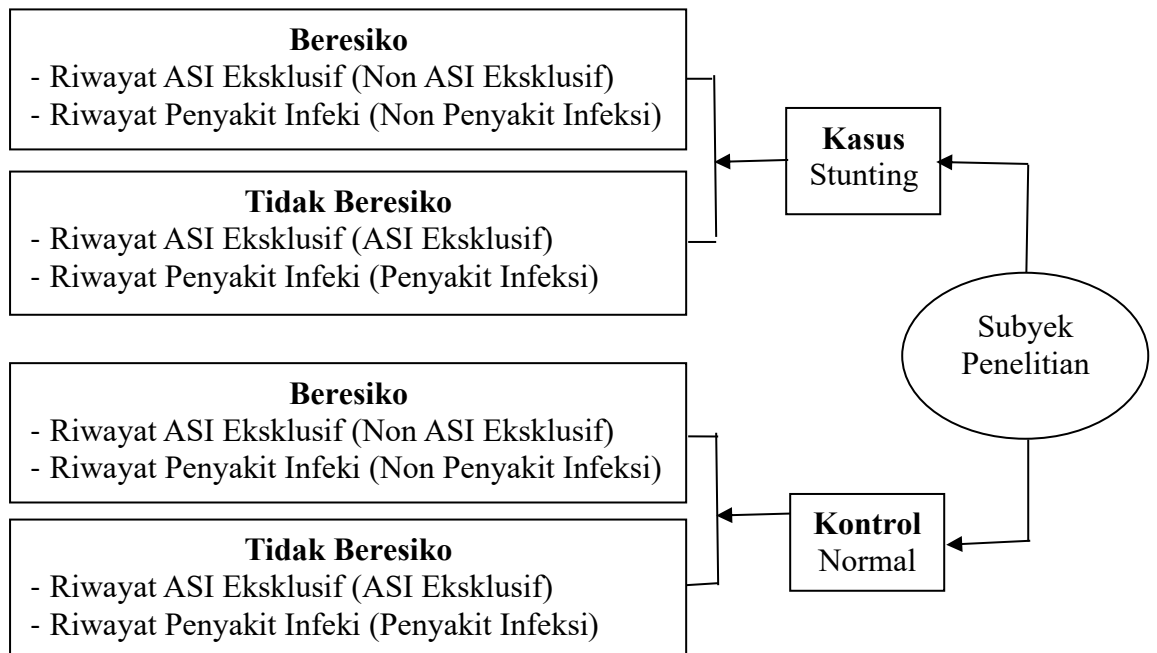 Beresiko
- Riwayat ASI Eksklusif (Non ASI Eksklusif)
- Riwayat Penyakit Infeki (Non Penyakit Infeksi)
Tidak Beresiko
- Riwayat ASI Eksklusif (ASI Eksklusif)
- Riwayat Penyakit Infeki (Penyakit Infeksi)
Kasus
Stunting
Subyek
Penelitian
Beresiko
- Riwayat ASI Eksklusif (Non ASI Eksklusif)
- Riwayat Penyakit Infeki (Non Penyakit Infeksi)
Tidak Beresiko
- Riwayat ASI Eksklusif (ASI Eksklusif)
- Riwayat Penyakit Infeki (Penyakit Infeksi)
Kontrol
Normal